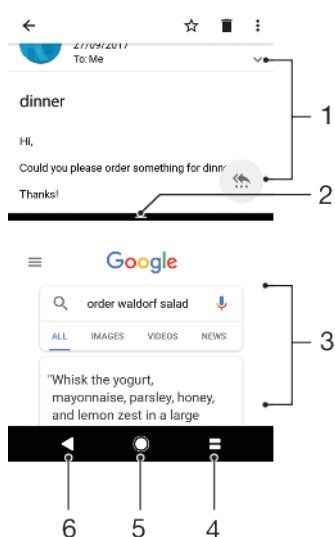 27/09/2017
To: Me
1
dinner
Hi,
Could you please order something for dinn
2
Thanks!
Google
order waldorf salad
ALL IMAGES VIDEOS NEWS
3
"Whisk the yogurt,
mayonnaise, parsley, honey,
and lemon zest in a large
6 5 4